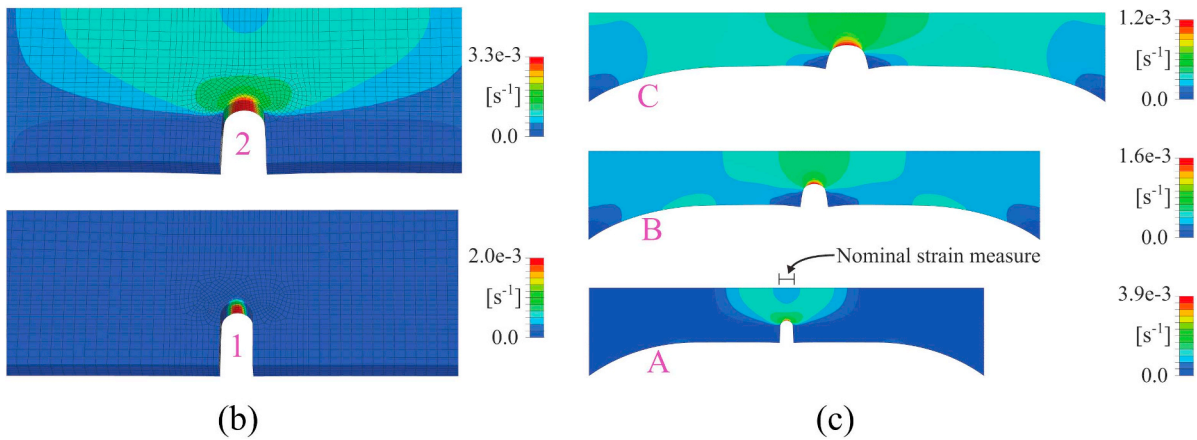 3.3e-3
[s⁻¹]
0.0
2
2.0e-3
[s⁻¹]
0.0
1
(b)
1.2e-3
[s⁻¹]
0.0
C
1.6e-3
[s⁻¹]
0.0
B
Nominal strain measure
3.9e-3
[s⁻¹]
0.0
A
(c)